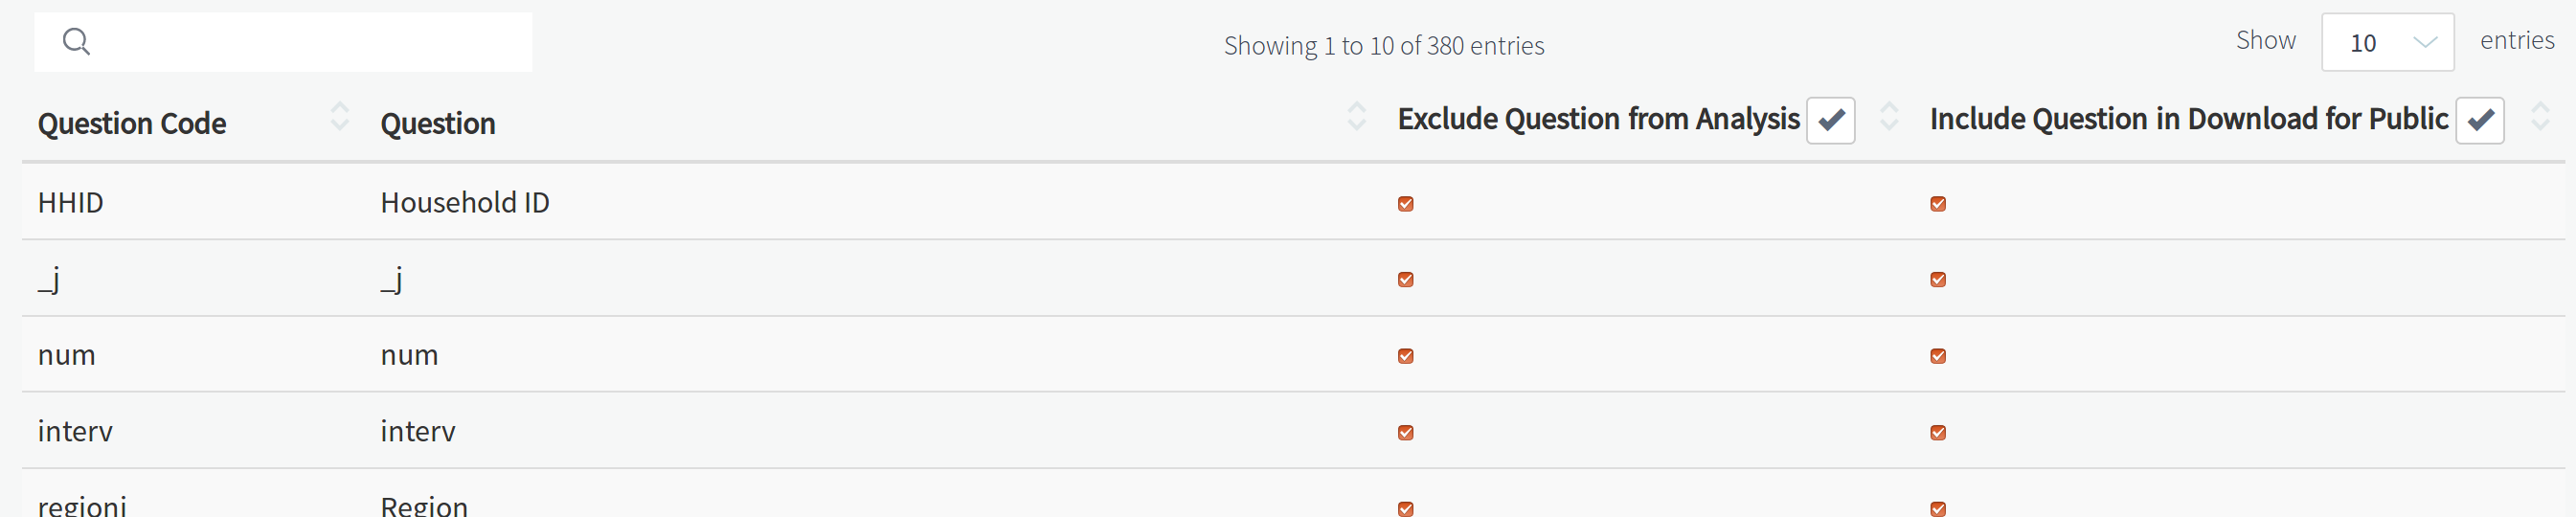 Showing 1 to 10 of 380 entries
Show 10 entries
Question Code Question Exclude Question from Analysis Include Question in Download for Public
HHID Household ID
_j _j
num num
interv interv
regioni Region